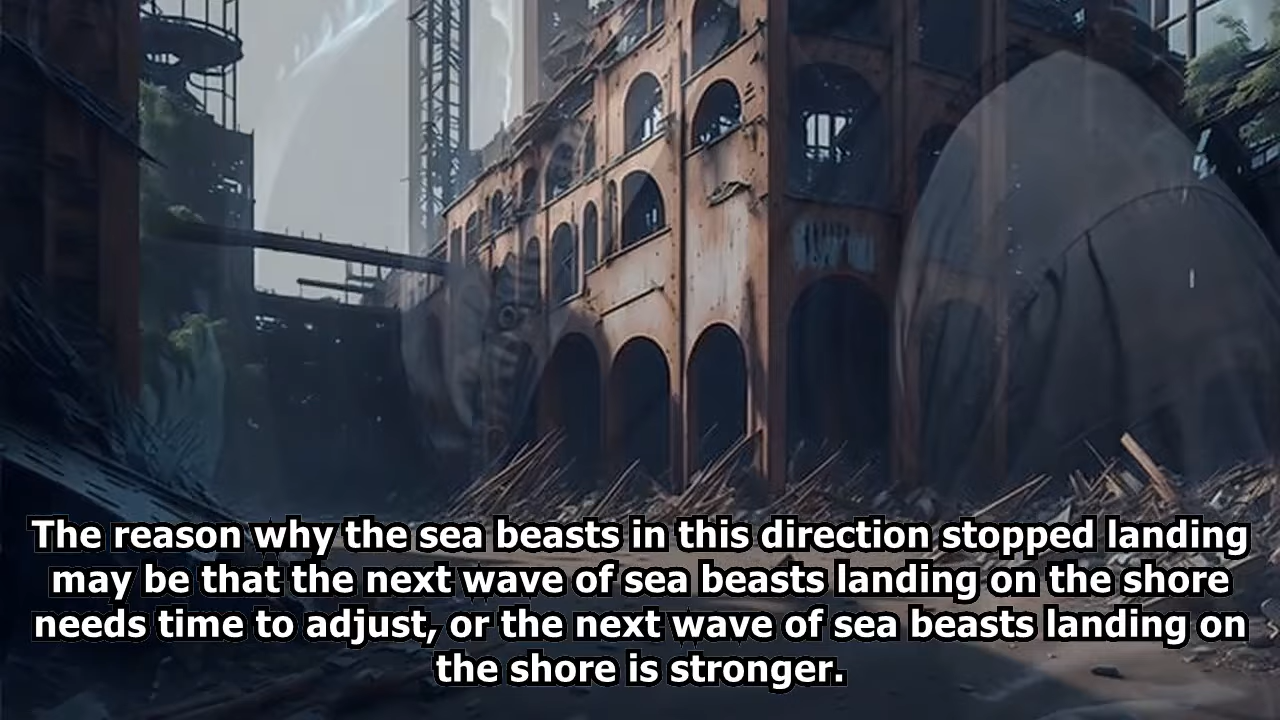 The reason why the sea beasts in this direction stopped landing
may be that the next wave of sea beasts landing on the shore
needs time to adjust, or the next wave of sea beasts landing on
the shore is stronger.